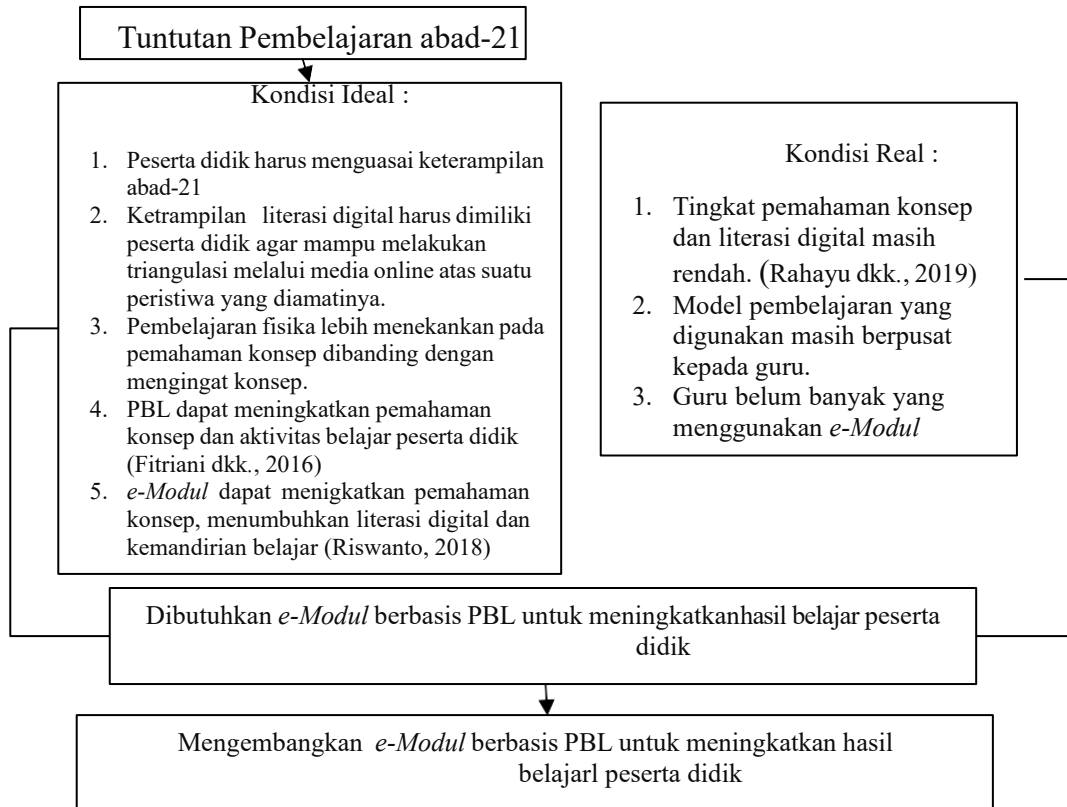 Tuntutan Pembelajaran abad-21
Kondisi Ideal :
1. Peserta didik harus menguasai keterampilan
abad-21
2. Ketrampilan literasi digital harus dimiliki
peserta didik agar mampu melakukan
triangulasi melalui media online atas suatu
peristiwa yang diamatinya.
3. Pembelajaran fisika lebih menekankan pada
pemahaman konsep dibanding dengan
mengingat konsep.
4. PBL dapat meningkatkan pemahaman
konsep dan aktivitas belajar peserta didik
(Fitriani dkk., 2016)
5. e-Modul dapat menigkatkan pemahaman
konsep, menumbuhkan literasi digital dan
kemandirian belajar (Riswanto, 2018)
Kondisi Real :
1. Tingkat pemahaman konsep
dan literasi digital masih
rendah. (Rahayu dkk., 2019)
2. Model pembelajaran yang
digunakan masih berpusat
kepada guru.
3. Guru belum banyak yang
menggunakan e-Modul
Dibutuhkan e-Modul berbasis PBL untuk meningkatkanhasil belajar peserta
didik
Mengembangkan e-Modul berbasis PBL untuk meningkatkan hasil
belajarl peserta didik